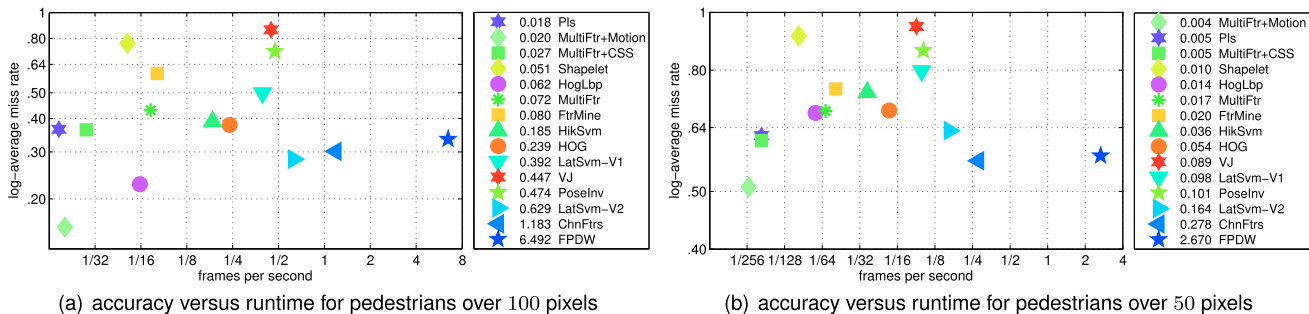 log-average miss rate
1
.80
.64
.50
.40
.30
.20
1/32 1/16 1/8 1/4 1/2 1 2 4 8
frames per second
0.018 Pls
0.020 MultiFtr+Motion
0.027 MultiFtr+CSS
0.051 Shapelet
0.062 HogLbp
0.072 MultiFtr
0.080 FtrMine
0.185 HikSvm
0.239 HOG
0.392 LatSvm-V1
0.447 VJ
0.474 PoseInv
0.629 LatSvm-V2
1.183 ChnFtrs
6.492 FPDW
(a) accuracy versus runtime for pedestrians over 100 pixels
log-average miss rate
1
.80
.64
.50
.40
1/256 1/128 1/64 1/32 1/16 1/8 1/4 1/2 1 2 4
frames per second
0.004 MultiFtr+Motion
0.005 Pls
0.005 MultiFtr+CSS
0.010 Shapelet
0.014 HogLbp
0.017 MultiFtr
0.020 FtrMine
0.036 HikSvm
0.054 HOG
0.089 VJ
0.098 LatSvm-V1
0.101 PoseInv
0.164 LatSvm-V2
0.278 ChnFtrs
2.670 FPDW
(b) accuracy versus runtime for pedestrians over 50 pixels